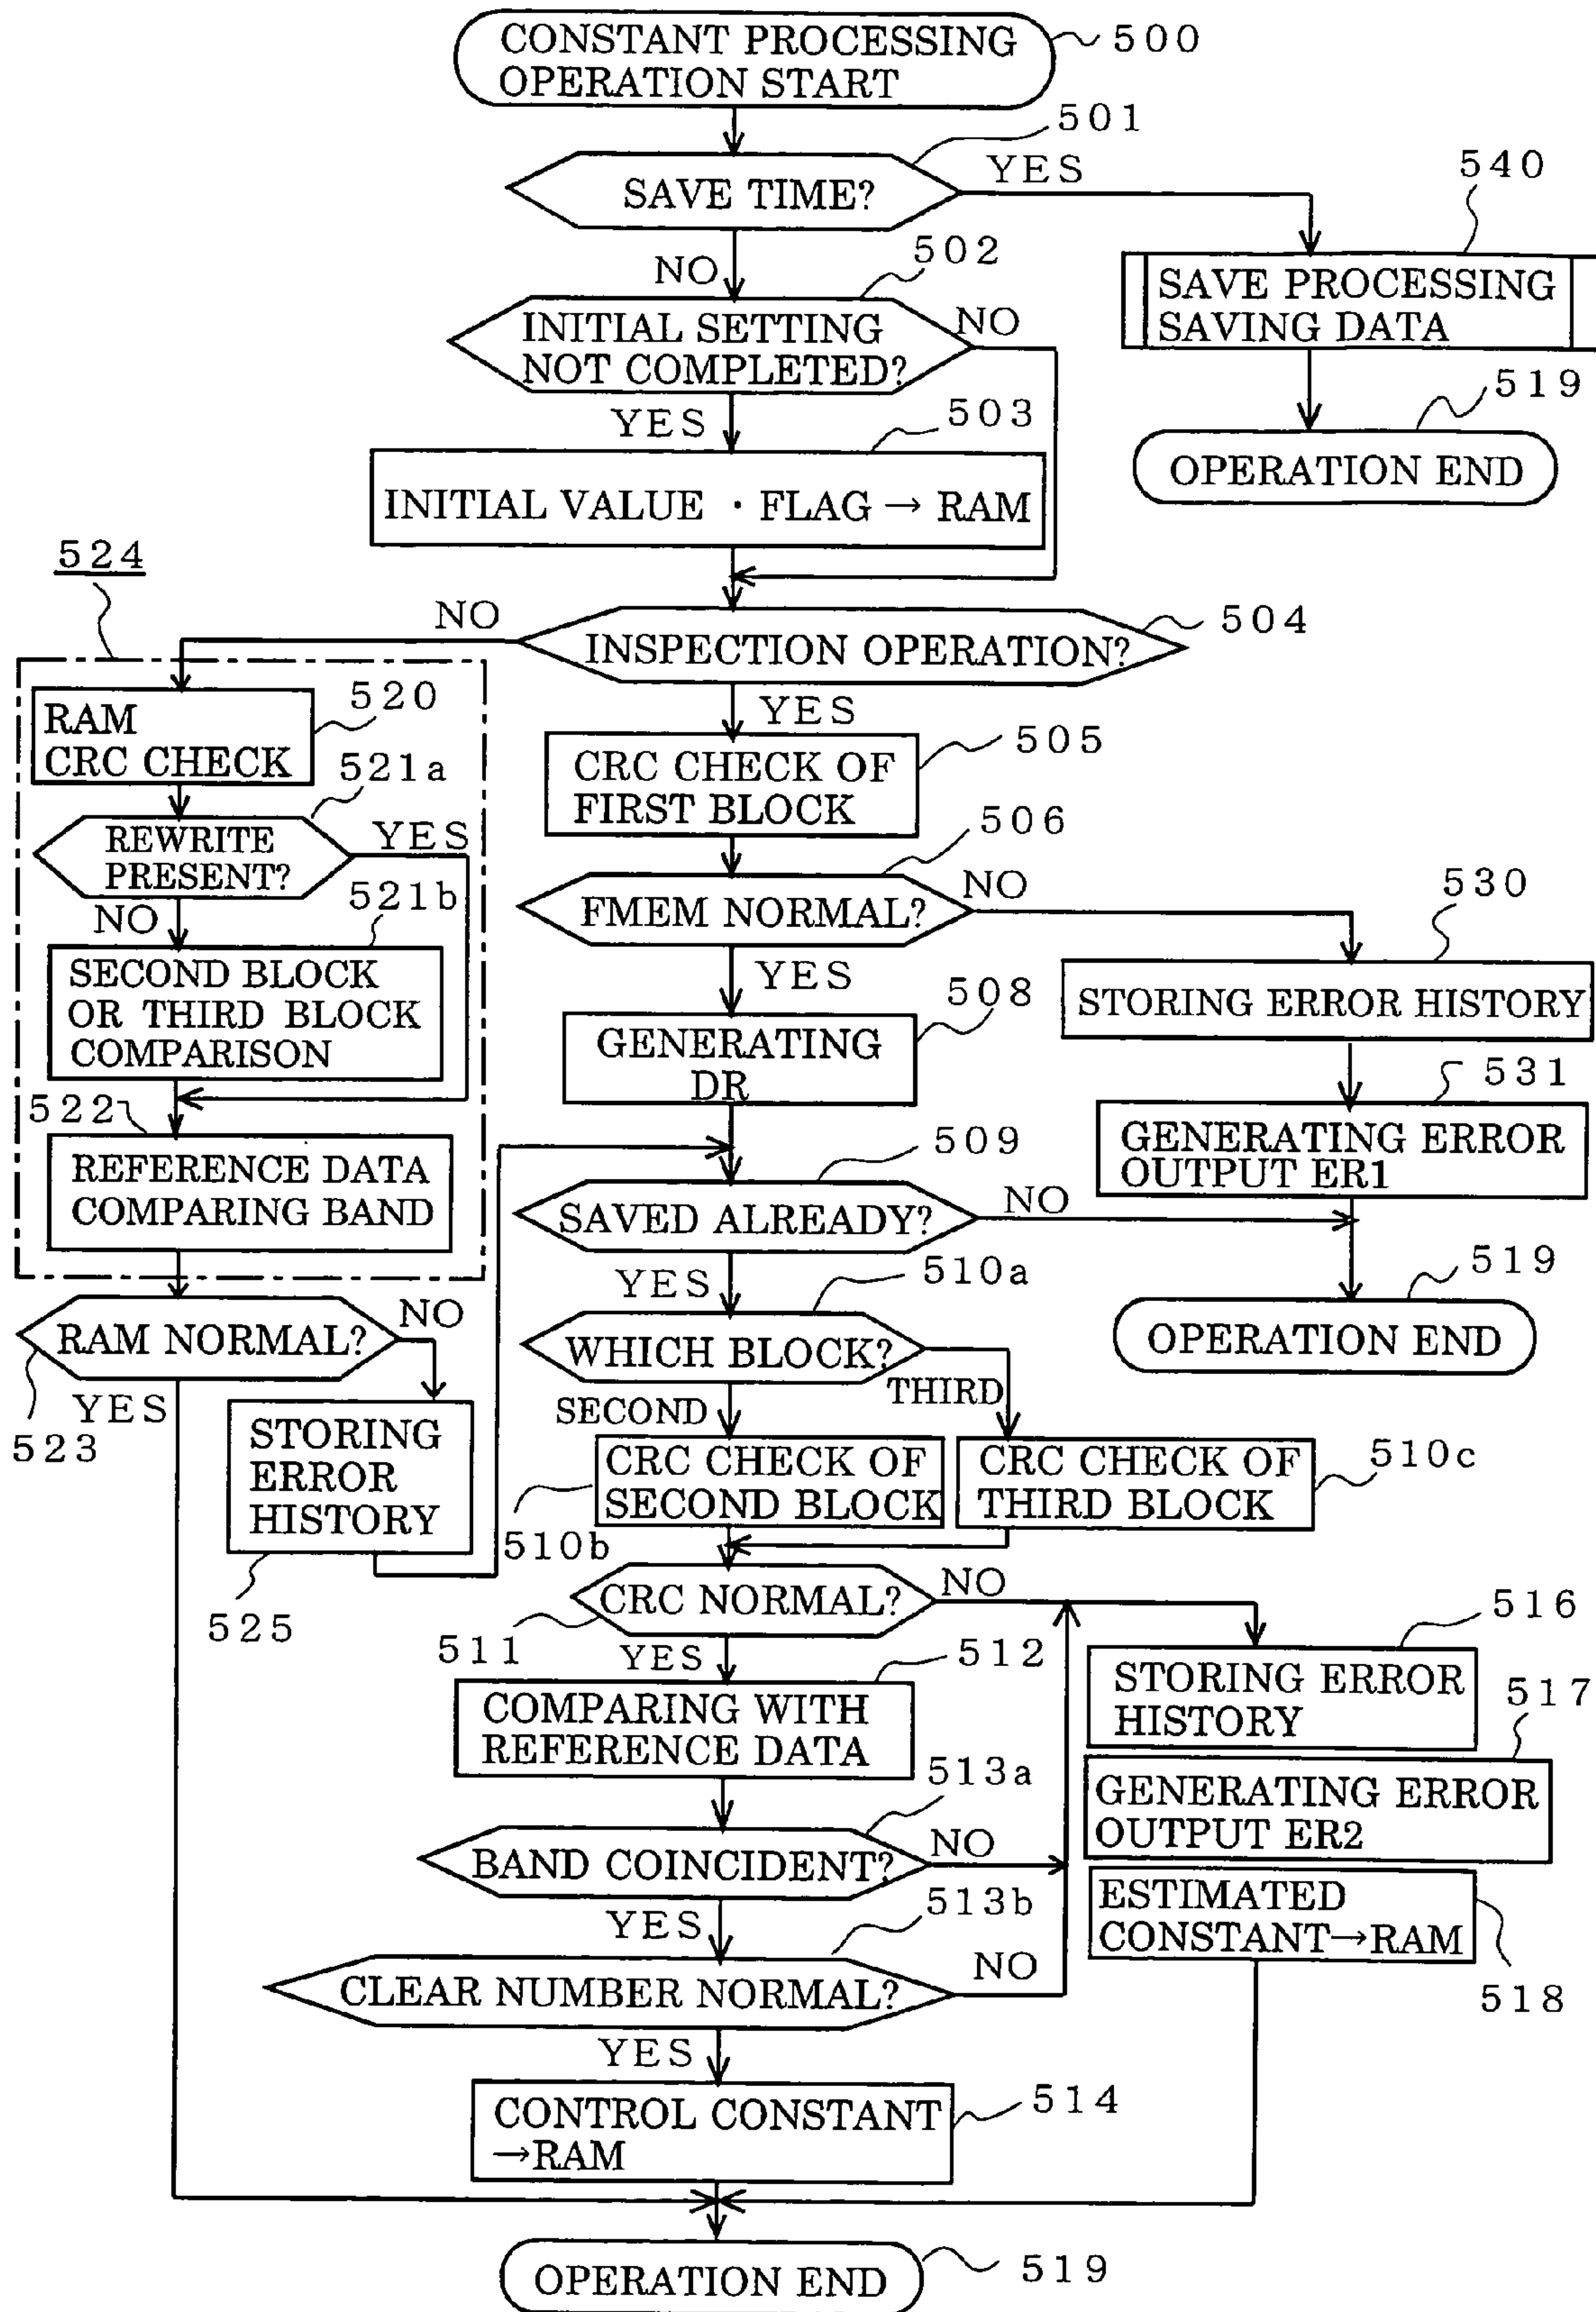 CONSTANT PROCESSING
OPERATION START
500
501
SAVE TIME?
YES
540
NO
502
SAVE PROCESSING
SAVING DATA
INITIAL SETTING
NOT COMPLETED?
NO
519
YES
503
OPERATION END
INITIAL VALUE · FLAG → RAM
524
NO
504
INSPECTION OPERATION?
520
RAM
CRC CHECK
YES
505
521a
CRC CHECK OF
FIRST BLOCK
REWRITE
PRESENT?
YES
506
521b
NO
FMEM NORMAL?
NO
530
SECOND BLOCK
OR THIRD BLOCK
COMPARISON
YES
508
STORING ERROR HISTORY
GENERATING
DR
531
522
509
GENERATING ERROR
OUTPUT ER1
REFERENCE DATA
COMPARING BAND
SAVED ALREADY?
NO
YES
510a
519
RAM NORMAL?
NO
WHICH BLOCK?
OPERATION END
YES
523
SECOND
THIRD
STORING
ERROR
HISTORY
CRC CHECK OF
SECOND BLOCK
CRC CHECK OF
THIRD BLOCK
510c
510b
525
CRC NORMAL?
NO
516
511
YES
512
STORING ERROR
HISTORY
517
COMPARING WITH
REFERENCE DATA
513a
GENERATING ERROR
OUTPUT ER2
BAND COINCIDENT?
NO
YES
513b
ESTIMATED
CONSTANT→RAM
CLEAR NUMBER NORMAL?
NO
518
YES
CONTROL CONSTANT
→RAM
514
OPERATION END
519